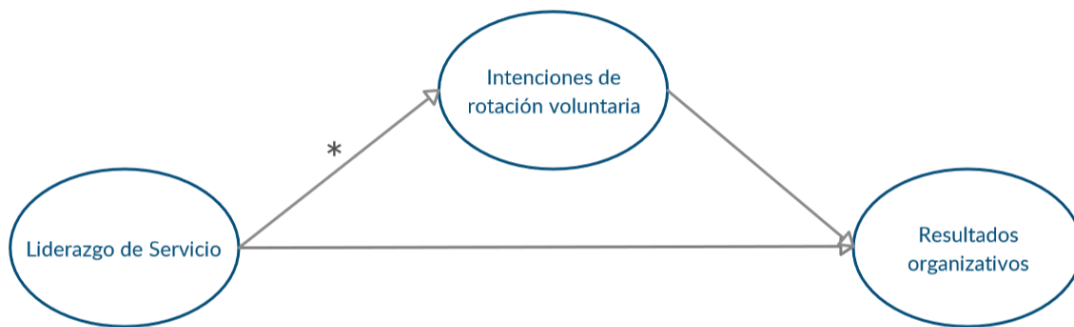 Intenciones de
rotación voluntaria
*
Liderazgo de Servicio
Resultados
organizativos